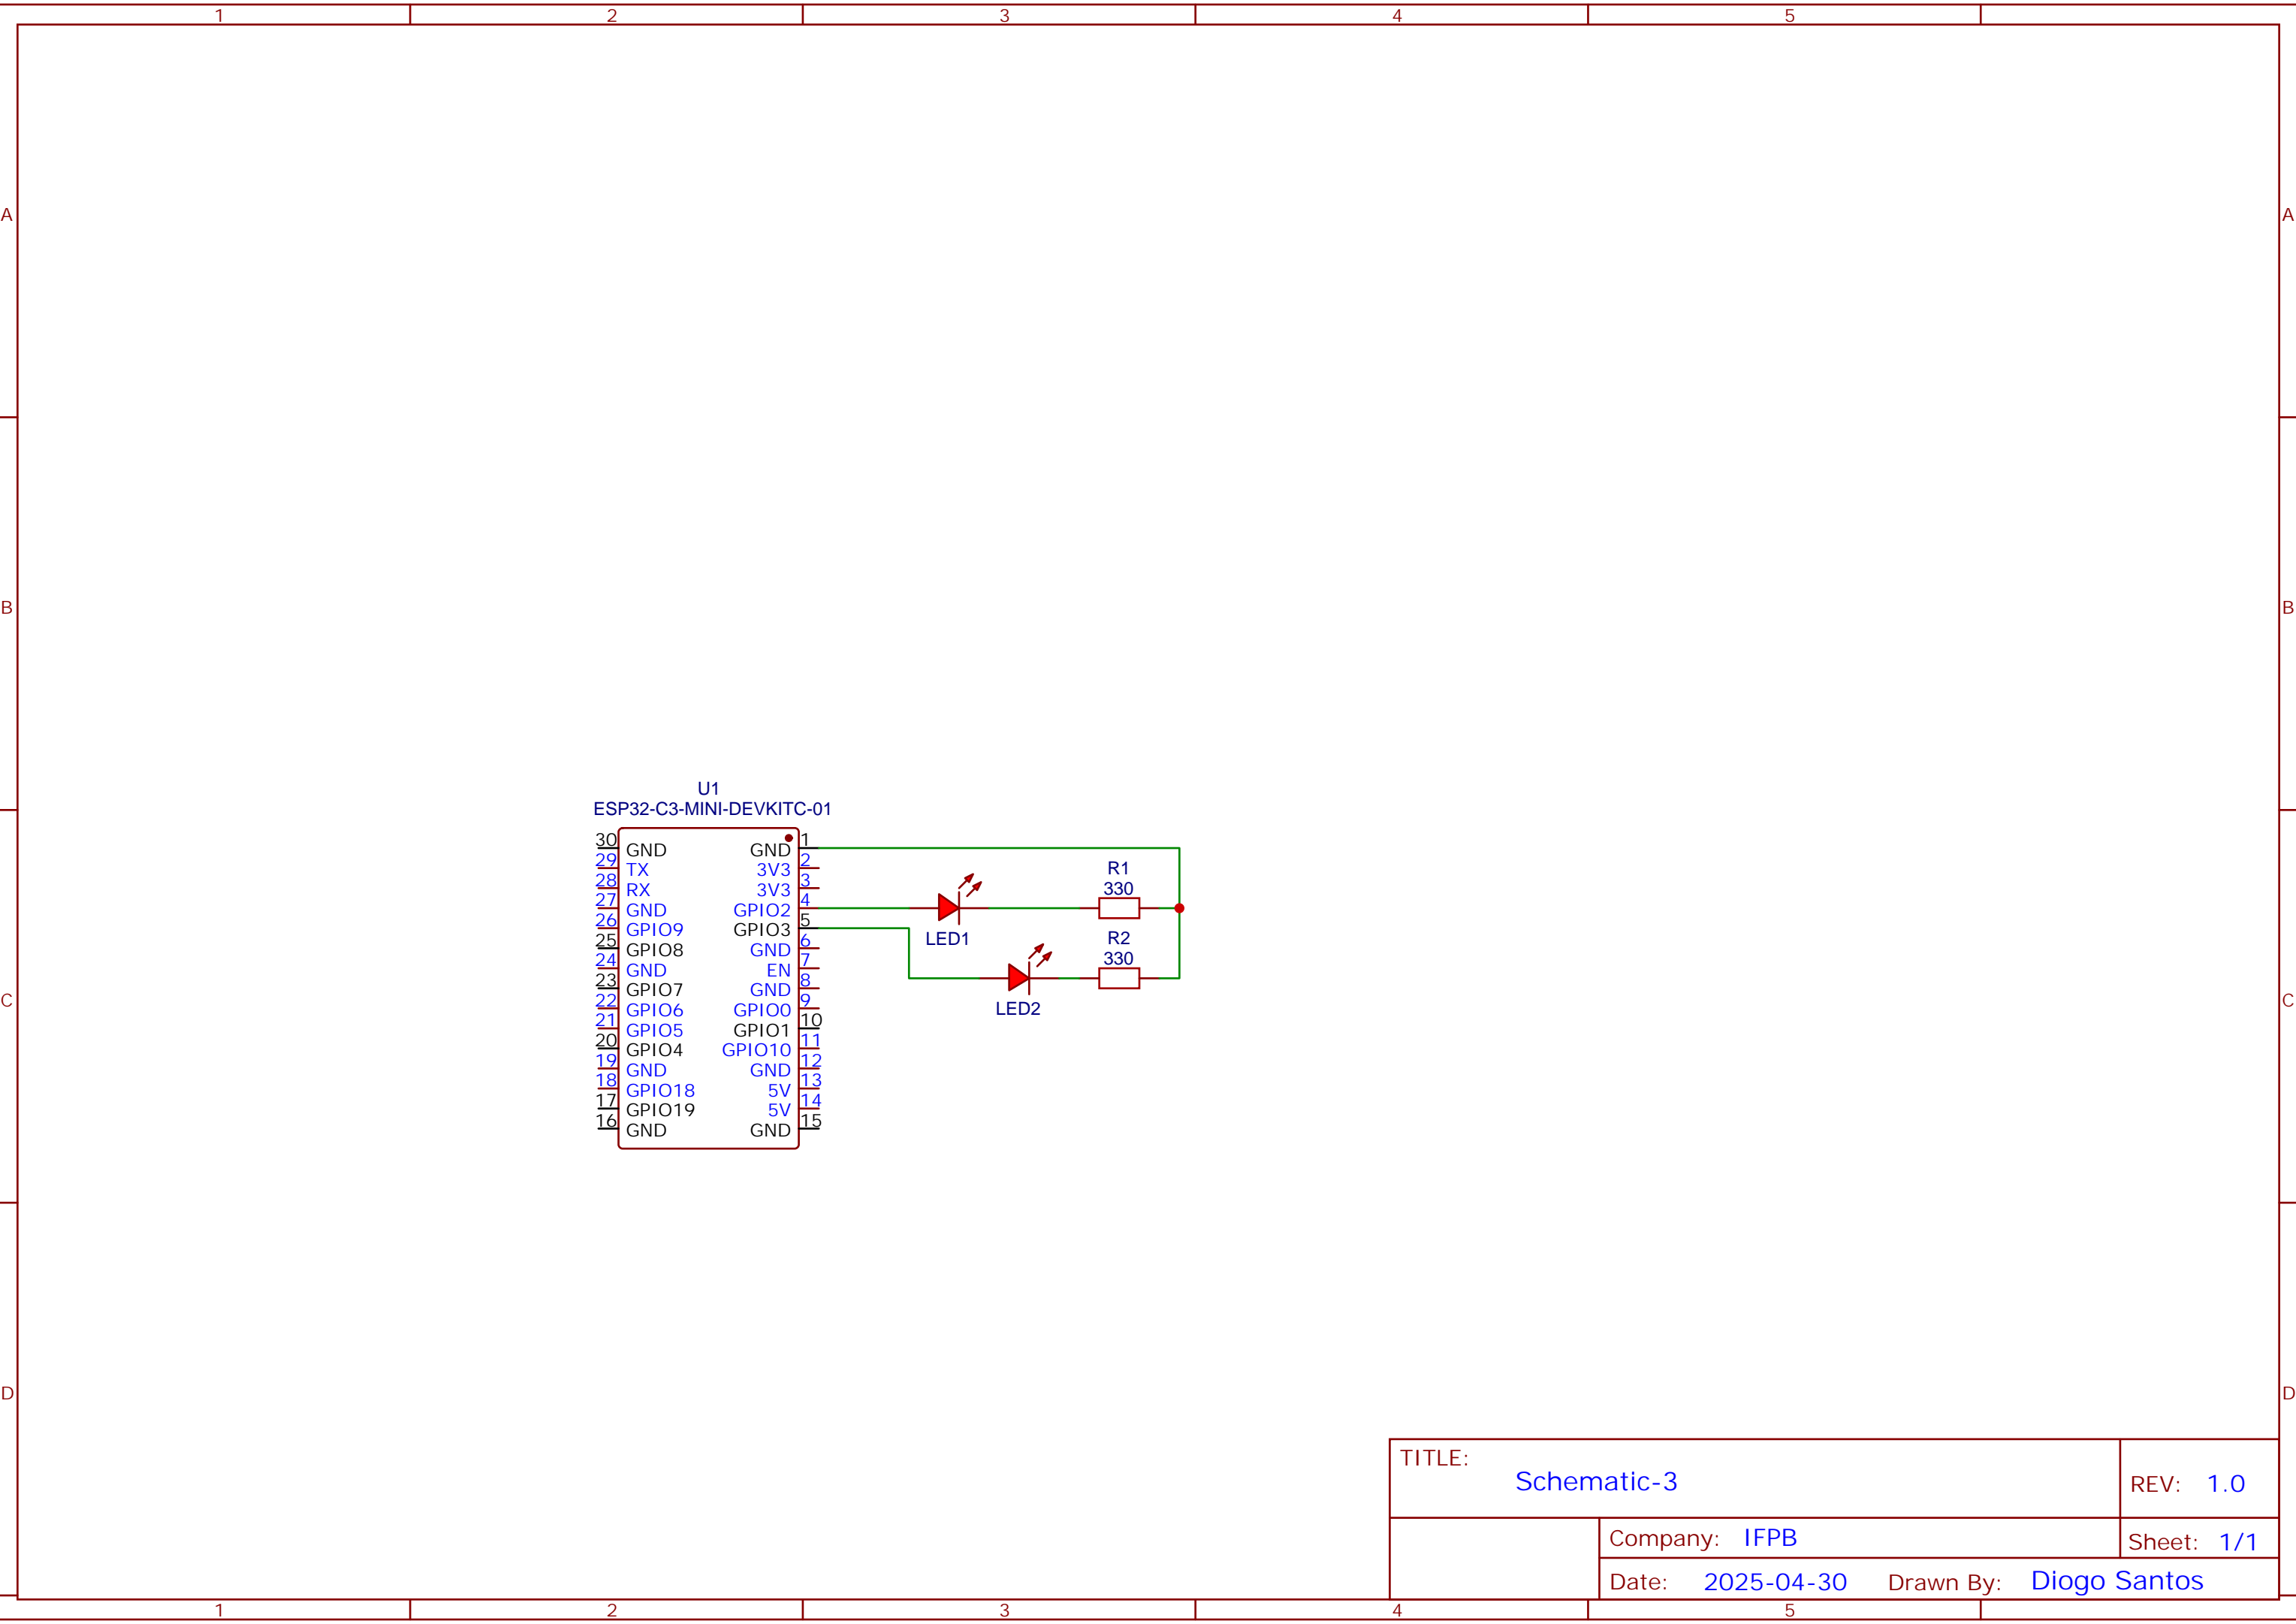 1 2 3 4 5
A A
B B
U1
ESP32-C3-MINI-DEVKITC-01
30 GND GND 1
29 TX 3V3 2
28 RX 3V3 3
27 GND GPIO2 4
26 GPIO9 GPIO3 5
25 GPIO8 GND 6
24 GND EN 7
23 GPIO7 GND 8
22 GPIO6 GPIO0 9
21 GPIO5 GPIO1 10
20 GPIO4 GPIO10 11
19 GND GND 12
18 GPIO18 5V 13
17 GPIO19 5V 14
16 GND GND 15
R1
330
LED1
R2
330
LED2
C C
D D
TITLE:
Schematic-3
REV: 1.0
Company: IFPB
Sheet: 1/1
Date: 2025-04-30 Drawn By: Diogo Santos
1 2 3 4 5